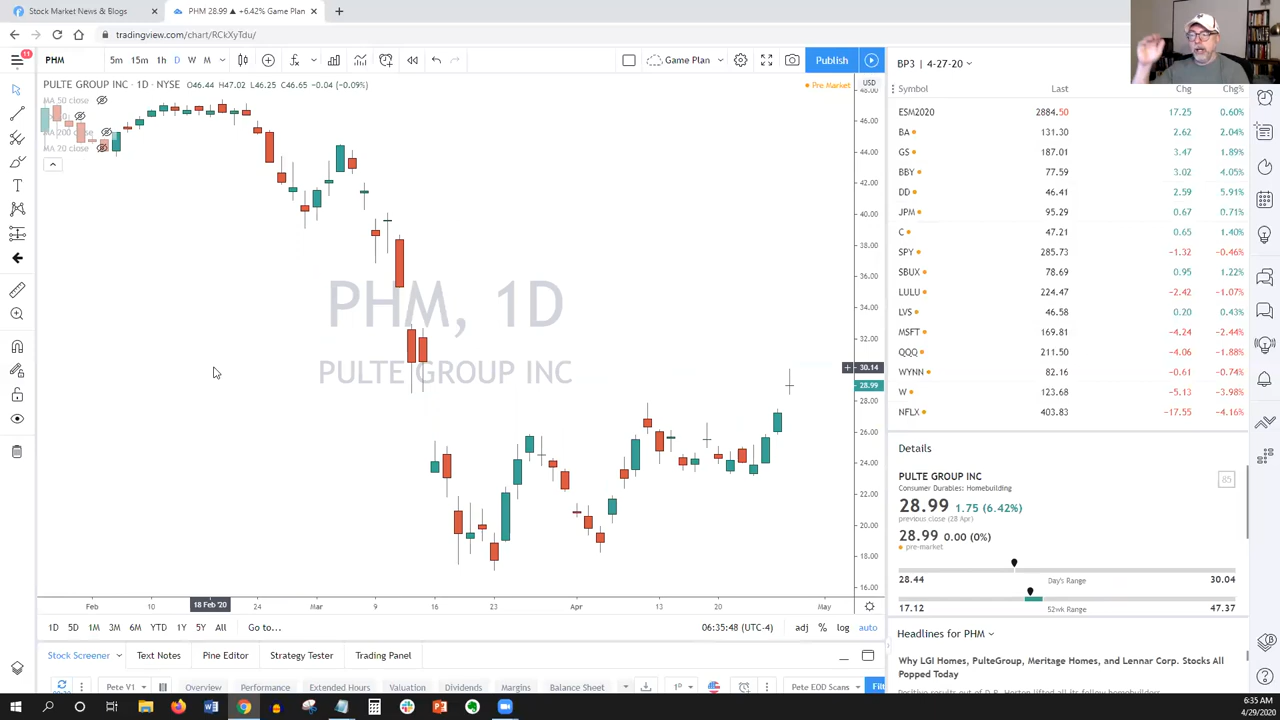 Stock Market News & Blogs
PHM 28.99 ▲ +6.42% Game Plan
tradingview.com/chart/RCkXyTdu/
11
PHM 5m 15m 1h D W M Game Plan Publish
BP3 | 4-27-20
PULTE GROUP INC 1D NYSE O46.44 H47.02 L46.25 C46.65 −0.04 (−0.09%)
Pre Market
USD
MA 50 close
MA 200 close
MA 20 close
46.00
44.00
42.00
40.00
38.00
36.00
34.00
32.00
30.14
28.99
28.00
26.00
24.00
22.00
20.00
18.00
16.00
PHM, 1D
PULTE GROUP INC
Feb 10 18 Feb '20 24 Mar 9 16 23 Apr 13 20 May
1D 5D 1M 3M 6M YTD 1Y 5Y All Go to... 06:35:48 (UTC-4) adj % log auto
Stock Screener Text Notes Pine Editor Strategy Tester Trading Panel
Pete V1 Overview Performance Extended Hours Valuation Dividends Margins Balance Sheet 1D Pete EOD Scans Filt
Symbol Last Chg Chg%
ESM2020 2884.50 17.25 0.60%
BA 131.30 2.62 2.04%
GS 187.01 3.47 1.89%
BBY 77.59 3.02 4.05%
DD 46.41 2.59 5.91%
JPM 95.29 0.67 0.71%
C 47.21 0.65 1.40%
SPY 285.73 −1.32 −0.46%
SBUX 78.69 0.95 1.22%
LULU 224.47 −2.42 −1.07%
LVS 46.58 0.20 0.43%
MSFT 169.81 −4.24 −2.44%
QQQ 211.50 −4.06 −1.88%
WYNN 82.16 −0.61 −0.74%
W 123.68 −5.13 −3.98%
NFLX 403.83 −17.55 −4.16%
Details
PULTE GROUP INC
85
Consumer Durables: Homebuilding
28.99 1.75 (6.42%)
previous close (28 Apr)
28.99 0.00 (0%)
pre-market
28.44 Day's Range 30.04
17.12 52wk Range 47.37
Headlines for PHM
Why LGI Homes, PulteGroup, Meritage Homes, and Lennar Corp. Stocks All
Popped Today
6:35 AM
4/29/2020